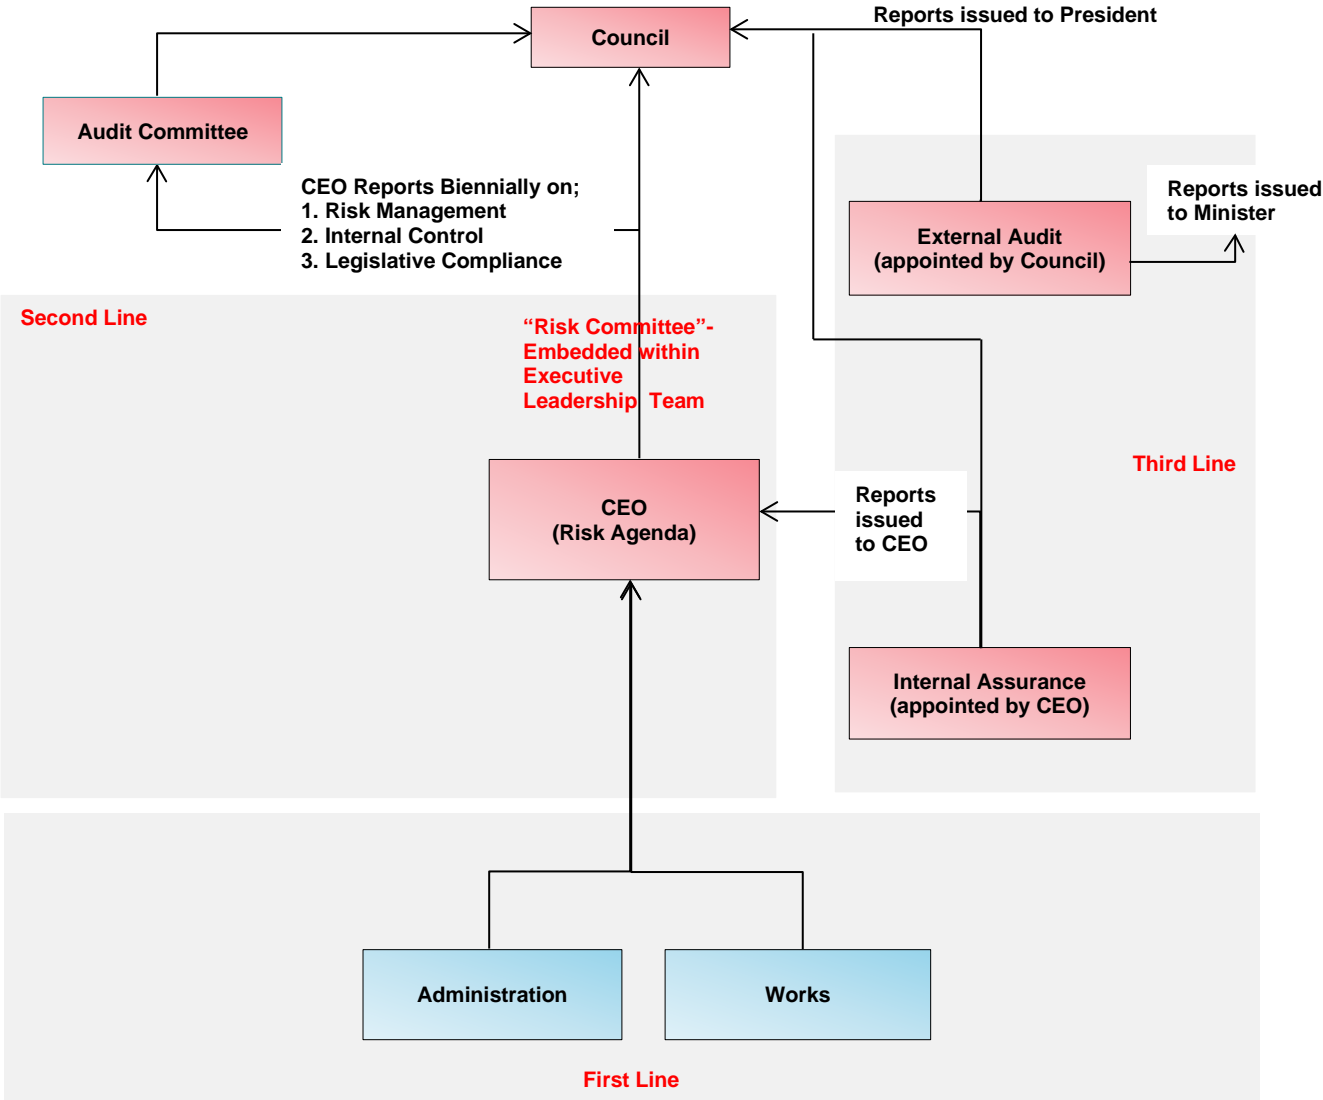 Reports issued to President
Council
Audit Committee
CEO Reports Biennially on;
1. Risk Management
2. Internal Control
3. Legislative Compliance
Reports issued
to Minister
External Audit
(appointed by Council)
Second Line
“Risk Committee”-
Embedded within
Executive
Leadership Team
Third Line
CEO
(Risk Agenda)
Reports
issued
to CEO
Internal Assurance
(appointed by CEO)
Administration
Works
First Line